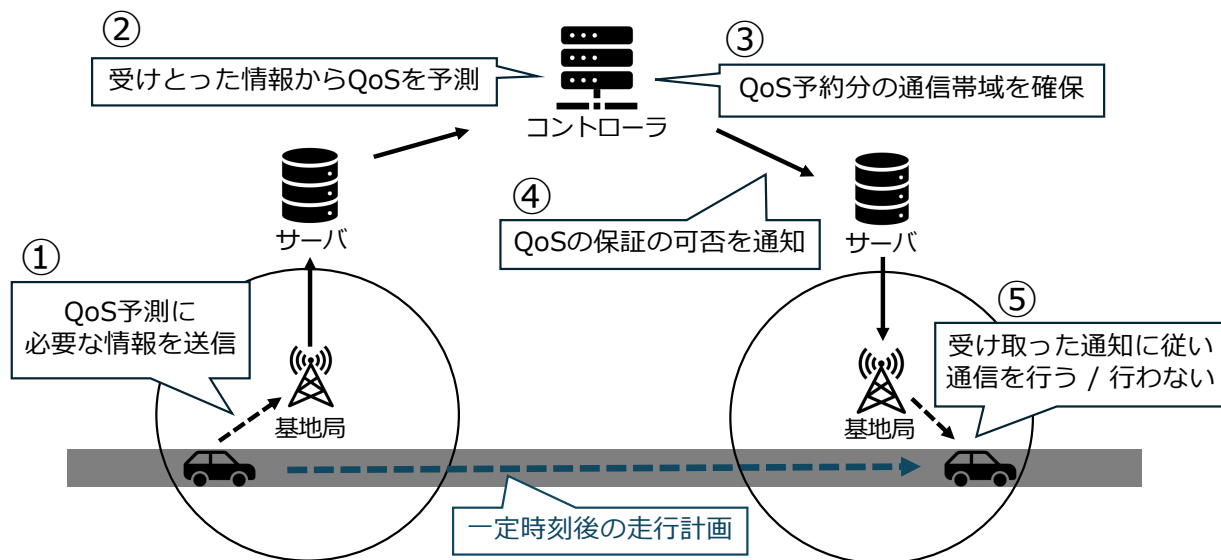 ②
受けとった情報からQoSを予測
コントローラ
③
QoS予約分の通信帯域を確保
サーバ
④
QoSの保証の可否を通知
サーバ
①
QoS予測に
必要な情報を送信
基地局
⑤
受け取った通知に従い
通信を行う / 行わない
基地局
一定時刻後の走行計画